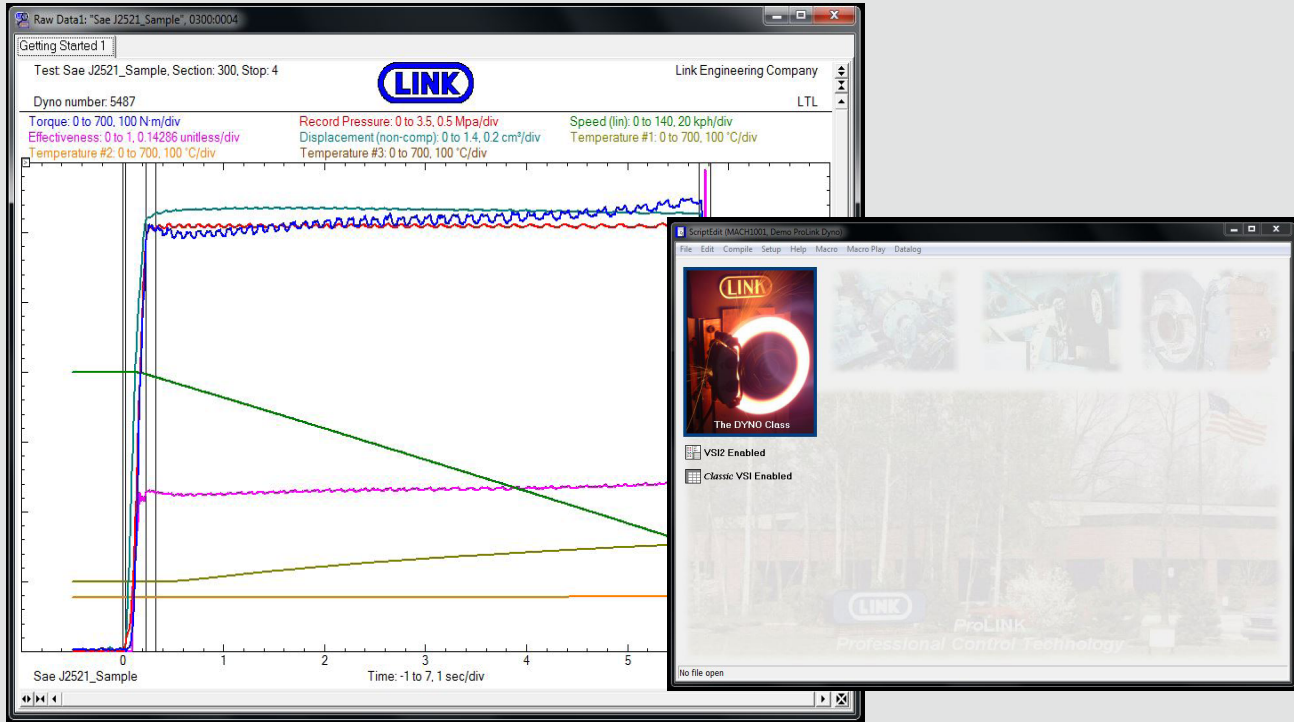 Raw Data1: "Sae J2521_Sample", 0300:0004
Getting Started 1
Test: Sae J2521_Sample, Section: 300, Stop: 4
LINK
Link Engineering Company
Dyno number: 5487
LTL
Torque: 0 to 700, 100 N·m/div
Record Pressure: 0 to 3.5, 0.5 Mpa/div
Speed (lin): 0 to 140, 20 kph/div
Effectiveness: 0 to 1, 0.14286 unitless/div
Displacement (non-comp): 0 to 1.4, 0.2 cm³/div
Temperature #1: 0 to 700, 100 °C/div
Temperature #2: 0 to 700, 100 °C/div
Temperature #3: 0 to 700, 100 °C/div
0 1 2 3 4 5
Sae J2521_Sample
Time: -1 to 7, 1 sec/div
ScriptEdit (MACH1001, Demo ProLink Dyno)
File Edit Compile Setup Help Macro Macro Play Datalog
LINK
The DYNO Class
VSI2 Enabled
Classic VSI Enabled
LINK
ProLINK
Professional Control Technology
No file open